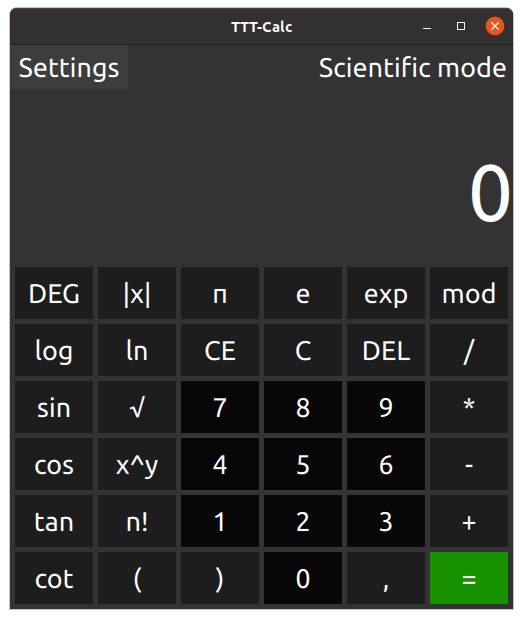 TTT-Calc
Settings Scientific mode
0
DEG |x| п e exp mod
log ln CE C DEL /
sin √ 7 8 9 *
cos x^y 4 5 6 -
tan n! 1 2 3 +
cot ( ) 0 , =